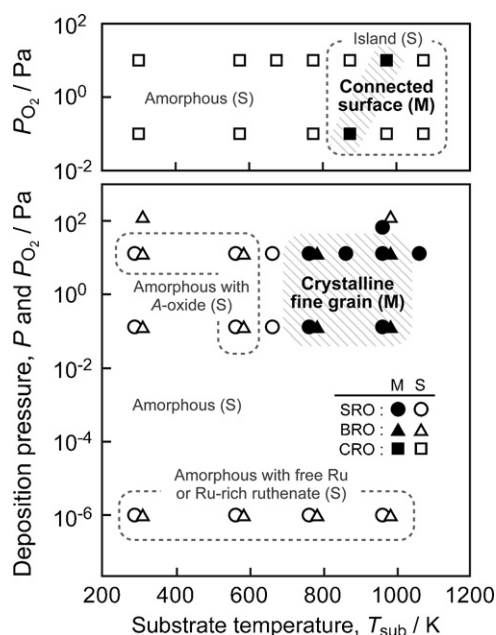 10²
10⁰
10⁻²
P_O₂ / Pa
Island (S)
Amorphous (S)
Connected
surface (M)
10²
10⁰
10⁻²
10⁻⁴
10⁻⁶
Deposition pressure, P and P_O₂ / Pa
Amorphous with
A-oxide (S)
Crystalline
fine grain (M)
Amorphous (S)
M S
SRO :
BRO :
CRO :
Amorphous with free Ru
or Ru-rich ruthenate (S)
200 400 600 800 1000 1200
Substrate temperature, T_sub / K